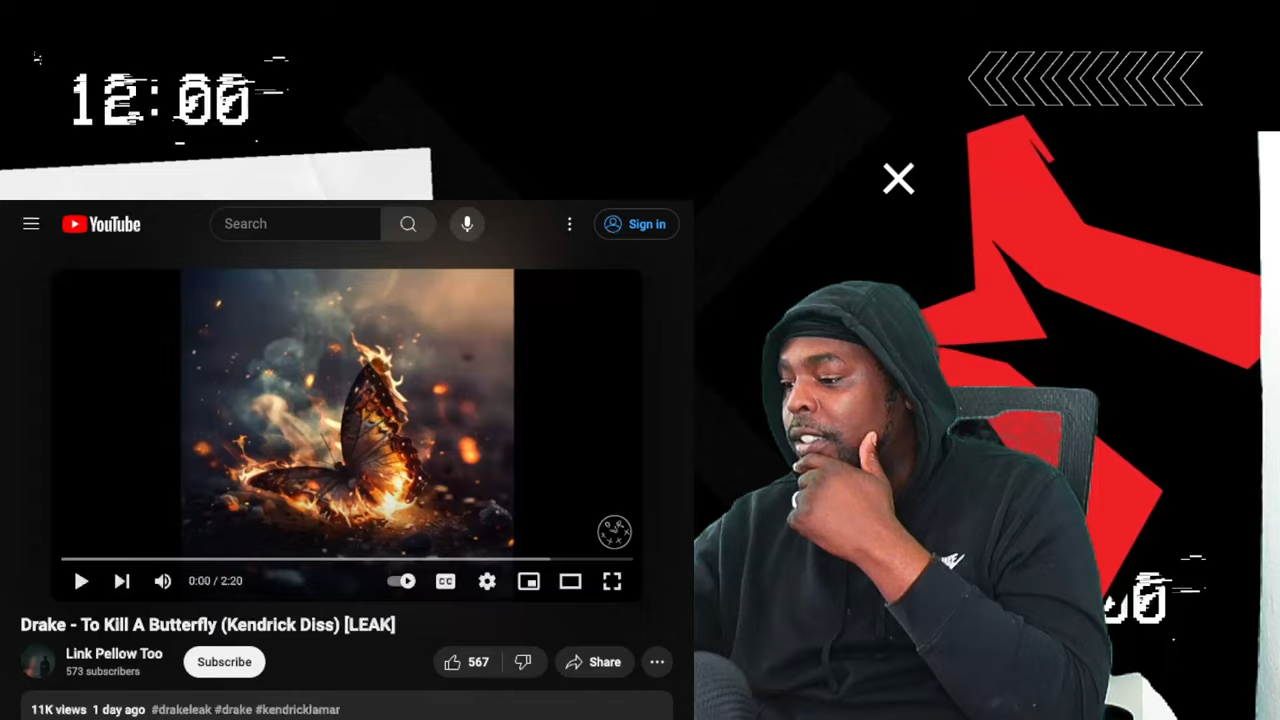 12:00
YouTube
Search
Sign in
0:00 / 2:20
CC
Drake - To Kill A Butterfly (Kendrick Diss) [LEAK]
Link Pellow Too
573 subscribers
Subscribe
567
Share
11K views 1 day ago #drakeleak #drake #kendricklamar